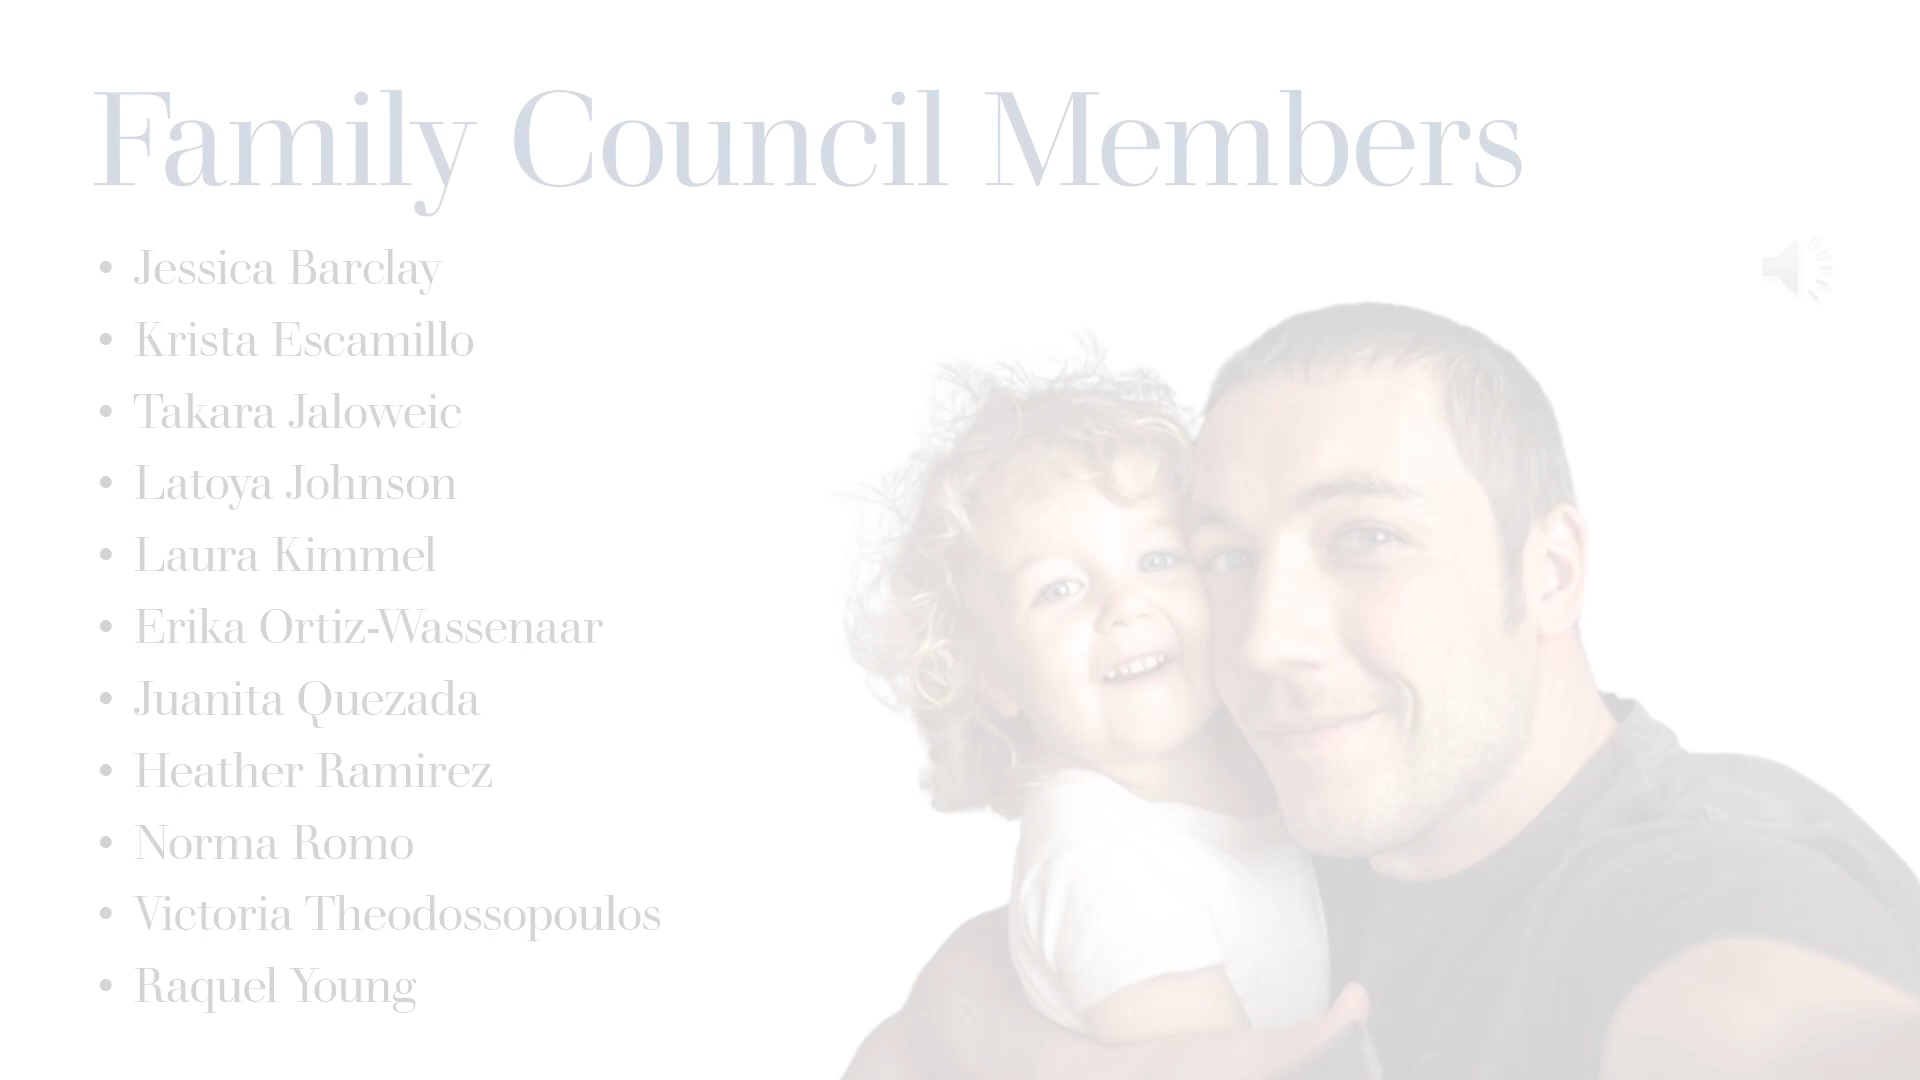 Family Council Members
• Jessica Barclay
• Krista Escamillo
• Takara Jaloweic
• Latoya Johnson
• Laura Kimmel
• Erika Ortiz-Wassenaar
• Juanita Quezada
• Heather Ramirez
• Norma Romo
• Victoria Theodossopoulos
• Raquel Young